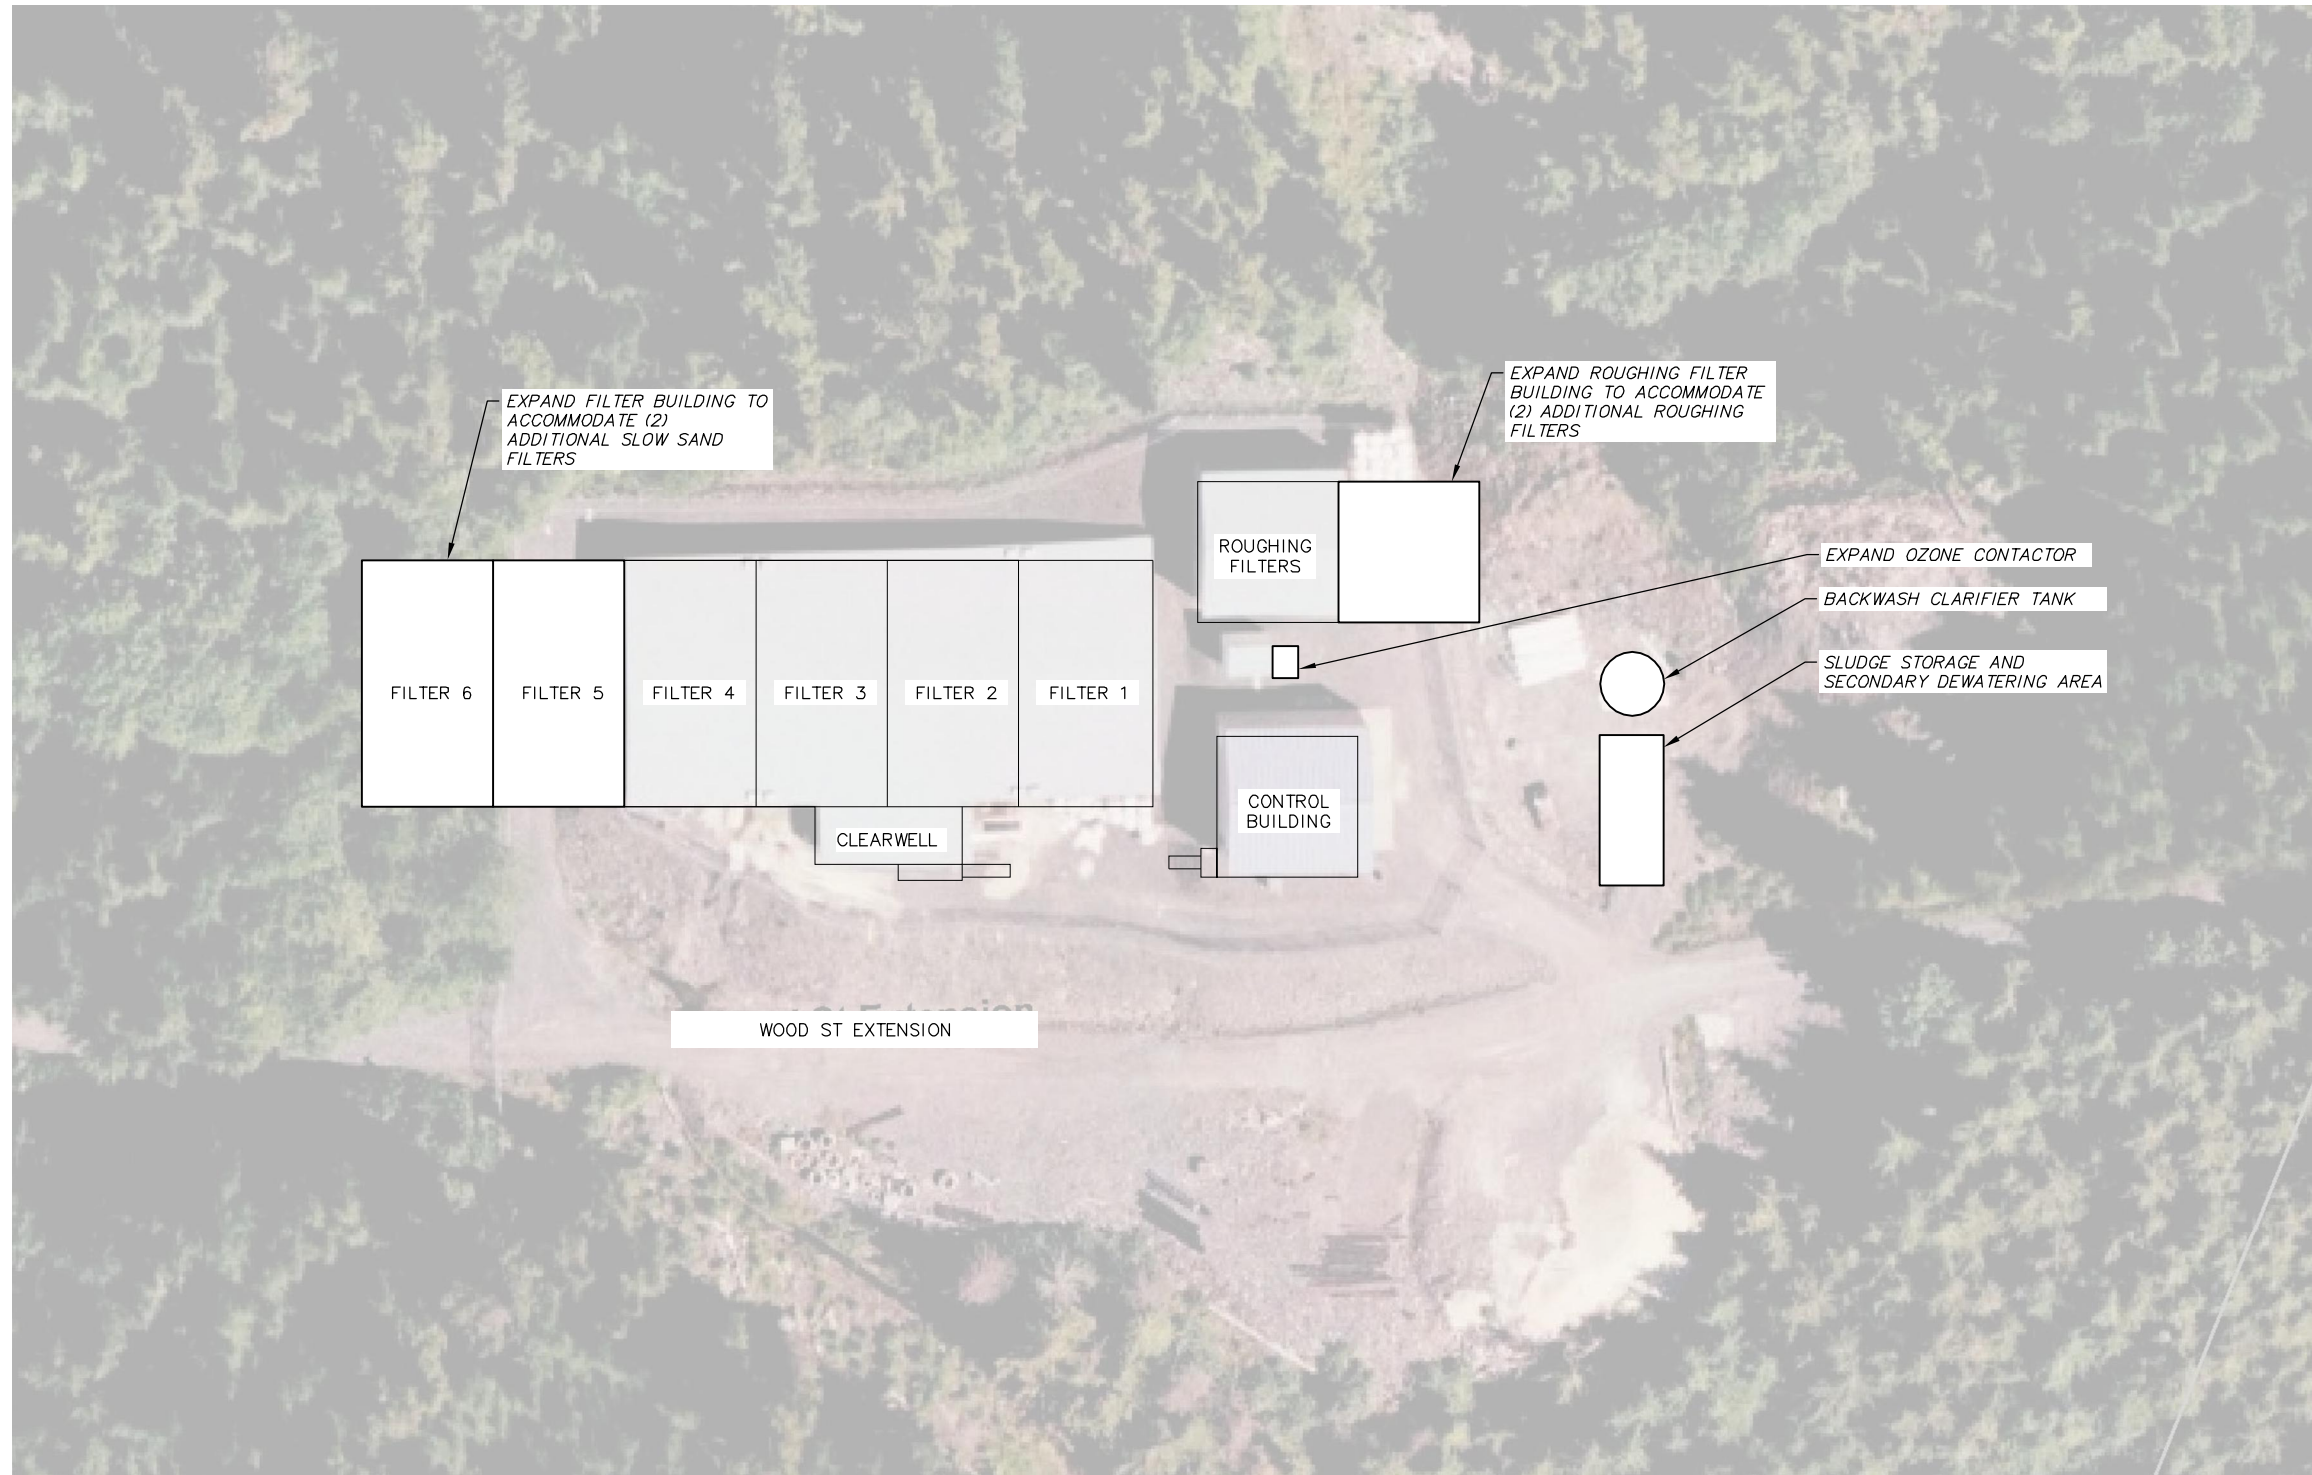 EXPAND ROUGHING FILTER
BUILDING TO ACCOMMODATE
(2) ADDITIONAL ROUGHING
FILTERS
EXPAND FILTER BUILDING TO
ACCOMMODATE (2)
ADDITIONAL SLOW SAND
FILTERS
ROUGHING
FILTERS
EXPAND OZONE CONTACTOR
BACKWASH CLARIFIER TANK
SLUDGE STORAGE AND
SECONDARY DEWATERING AREA
FILTER 6
FILTER 5
FILTER 4
FILTER 3
FILTER 2
FILTER 1
CONTROL
BUILDING
CLEARWELL
St Extension
WOOD ST EXTENSION